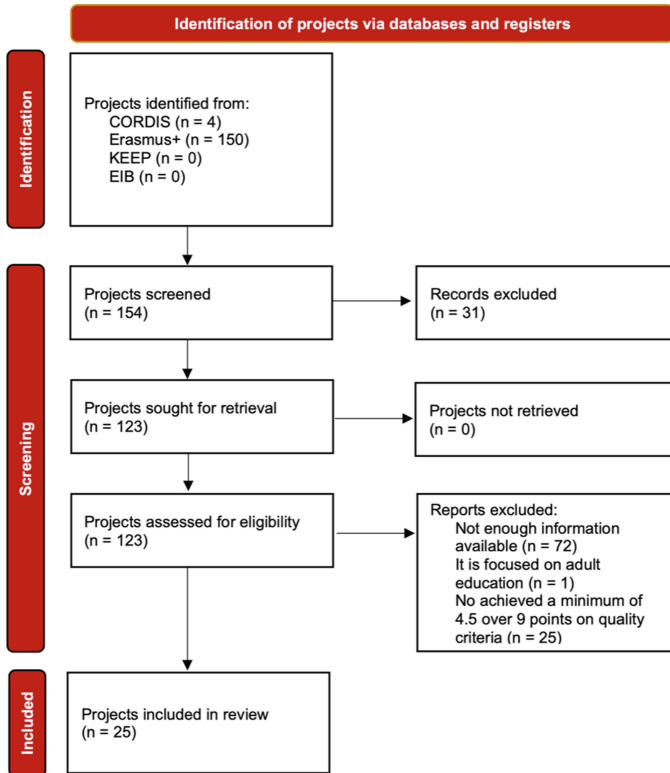 Identification of projects via databases and registers
Identification
Projects identified from:
CORDIS (n = 4)
Erasmus+ (n = 150)
KEEP (n = 0)
EIB (n = 0)
Screening
Projects screened
(n = 154)
Records excluded
(n = 31)
Projects sought for retrieval
(n = 123)
Projects not retrieved
(n = 0)
Projects assessed for eligibility
(n = 123)
Reports excluded:
Not enough information
available (n = 72)
It is focused on adult
education (n = 1)
No achieved a minimum of
4.5 over 9 points on quality
criteria (n = 25)
Included
Projects included in review
(n = 25)